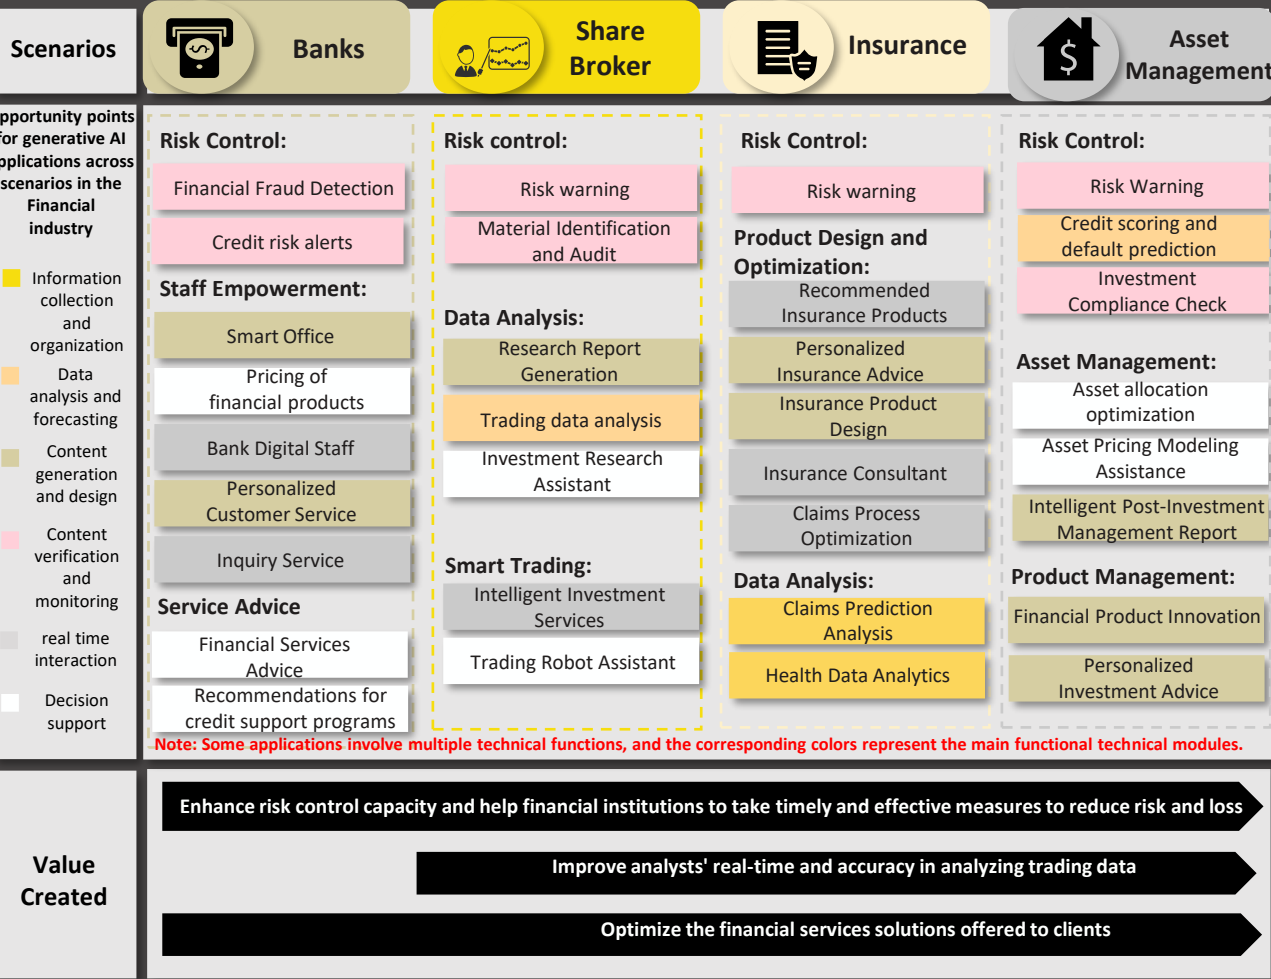 Scenarios
Banks
Share
Broker
Insurance
Asset
Management
pportunity points
for generative AI
pplications across
scenarios in the
Financial
industry
Information
collection
and
organization
Data
analysis and
forecasting
Content
generation
and design
Content
verification
and
monitoring
real time
interaction
Decision
support
Risk Control:
Financial Fraud Detection
Credit risk alerts
Staff Empowerment:
Smart Office
Pricing of
financial products
Bank Digital Staff
Personalized
Customer Service
Inquiry Service
Service Advice
Financial Services
Advice
Recommendations for
credit support programs
Risk control:
Risk warning
Material Identification
and Audit
Data Analysis:
Research Report
Generation
Trading data analysis
Investment Research
Assistant
Smart Trading:
Intelligent Investment
Services
Trading Robot Assistant
Risk Control:
Risk warning
Product Design and
Optimization:
Recommended
Insurance Products
Personalized
Insurance Advice
Insurance Product
Design
Insurance Consultant
Claims Process
Optimization
Data Analysis:
Claims Prediction
Analysis
Health Data Analytics
Risk Control:
Risk Warning
Credit scoring and
default prediction
Investment
Compliance Check
Asset Management:
Asset allocation
optimization
Asset Pricing Modeling
Assistance
Intelligent Post-Investment
Management Report
Product Management:
Financial Product Innovation
Personalized
Investment Advice
Note: Some applications involve multiple technical functions, and the corresponding colors represent the main functional technical modules.
Value
Created
Enhance risk control capacity and help financial institutions to take timely and effective measures to reduce risk and loss
Improve analysts' real-time and accuracy in analyzing trading data
Optimize the financial services solutions offered to clients